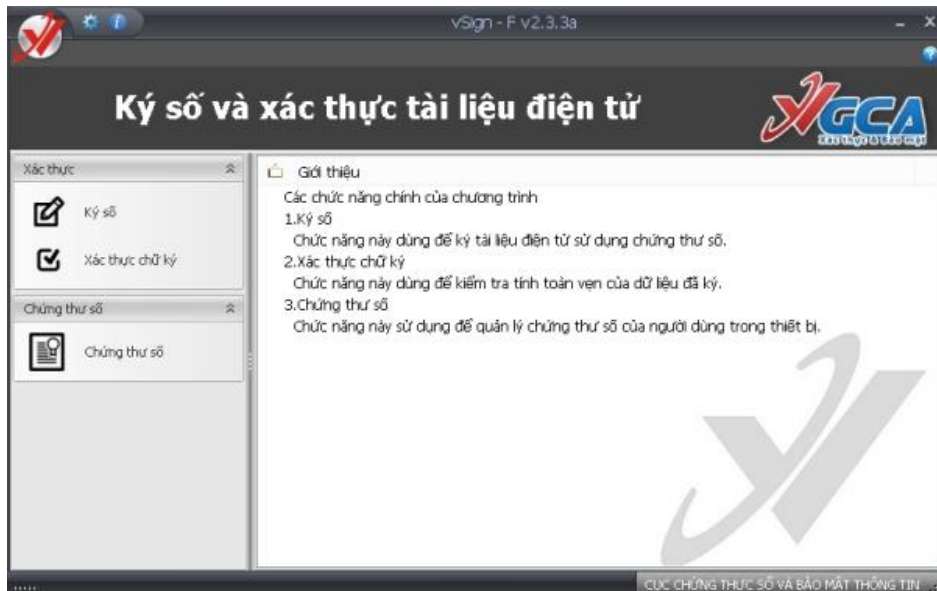 vSign - F v2.3.3a
Ký số và xác thực tài liệu điện tử
GCA
Xác thực & Bảo mật
Xác thực
Ký số
Xác thực chữ ký
Chứng thư số
Chứng thư số
Giới thiệu
Các chức năng chính của chương trình
1.Ký số
Chức năng này dùng để ký tài liệu điện tử sử dụng chứng thư số.
2.Xác thực chữ ký
Chức năng này dùng để kiểm tra tính toàn vẹn của dữ liệu đã ký.
3.Chứng thư số
Chức năng này sử dụng để quản lý chứng thư số của người dùng trong thiết bị.
CỤC CHỨNG THỰC SỐ VÀ BẢO MẬT THÔNG TIN